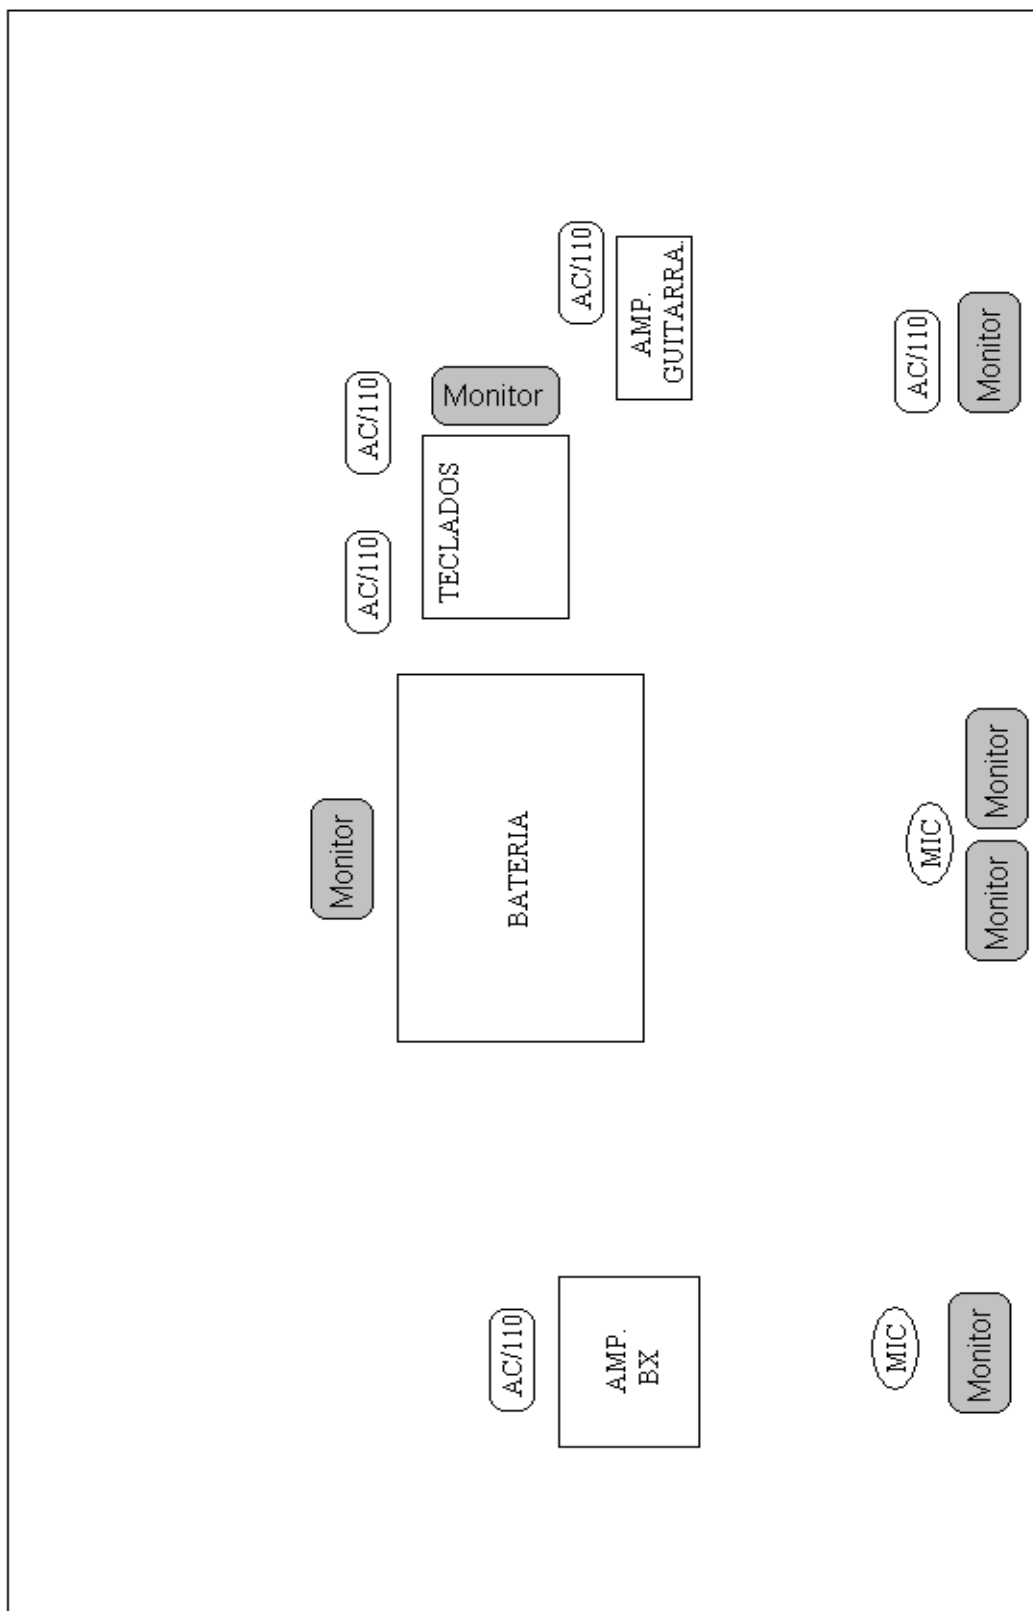 Monitor
AC/110
AC/110
TECLADOS
Monitor
AC/110
BATERIA
AC/110
AMP.
BX
AMP.
GUITARRA.
MIC
MIC
AC/110
Monitor
Monitor
Monitor
Monitor